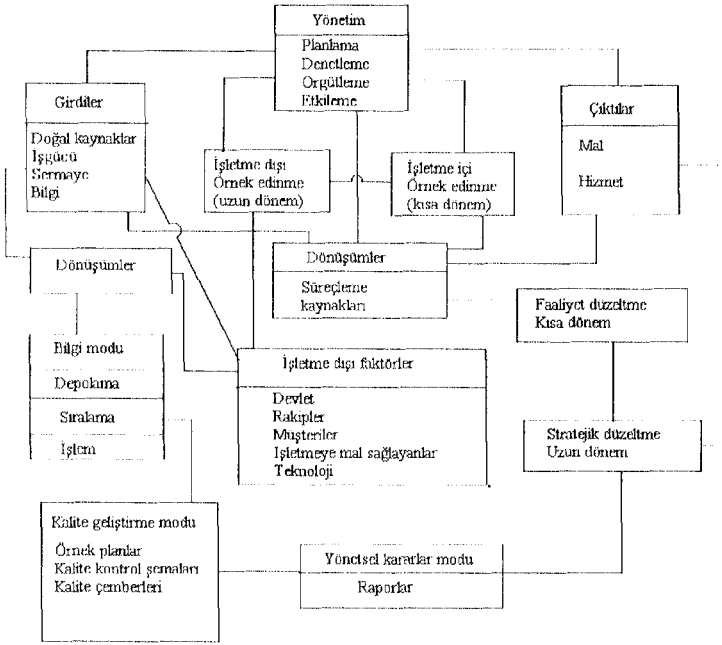 Yönetim
Planlama
Denetleme
Orgütleme
Etkileme
Girdiler
Doğal kaynaklar
İşgücü
Sermaye
Bilgi
Çıktılar
Mal
Hizmet
İşletme dışı
Örnek edinme
(uzun dönem)
İşletme içi
Örnek edinme
(kısa dönem)
Dönüşümler
Dönüşümler
Süreçleme
kaynakları
Faaliyet düzeltme
Kısa dönem
Bilgi modu
Depolama
Sıralama
İşlem
İşletme dışı faktörler
Devlet
Rakipler
Müşteriler
Işletmeye mal sağlayanlar
Teknoloji
Stratejik düzeltme
Uzun dönem
Kalite geliştirme modu
Örnek planlar
Kalite kontrol şemaları
Kalite çemberleri
Yönetsel kararlar modu
Raporlar